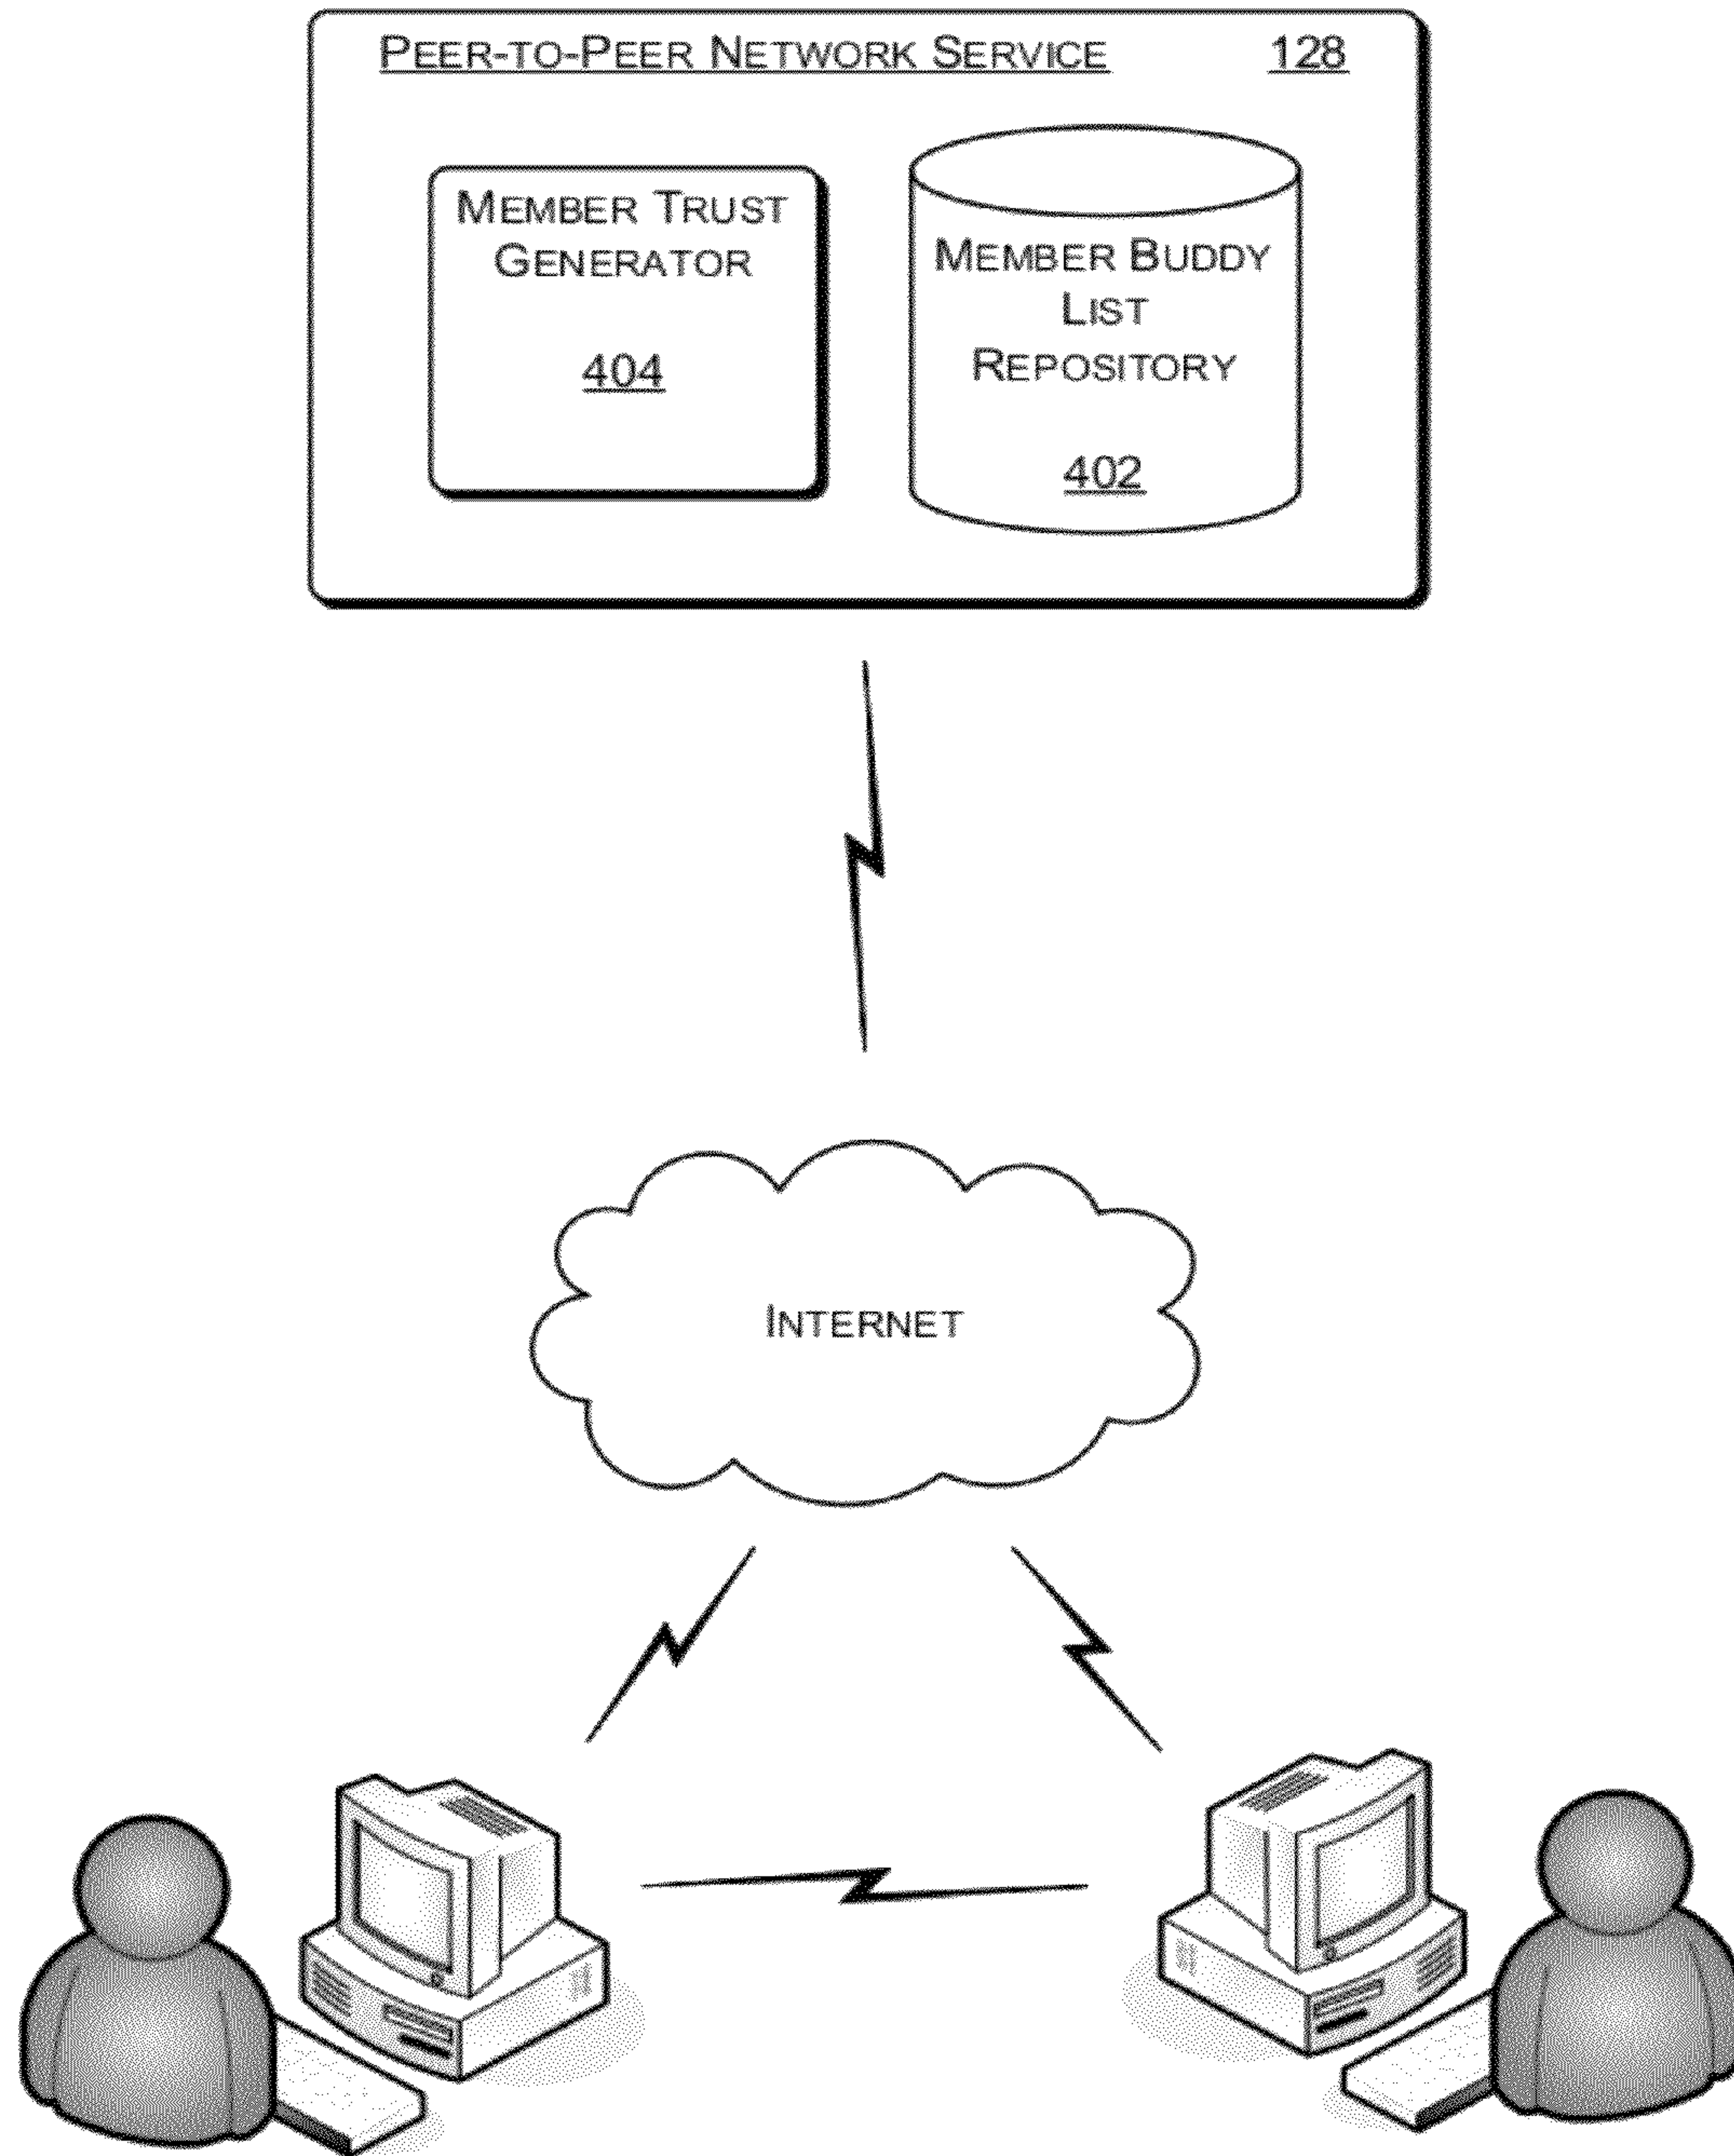 PEER-TO-PEER NETWORK SERVICE 128
MEMBER TRUST
GENERATOR
404
MEMBER BUDDY
LIST
REPOSITORY
402
INTERNET